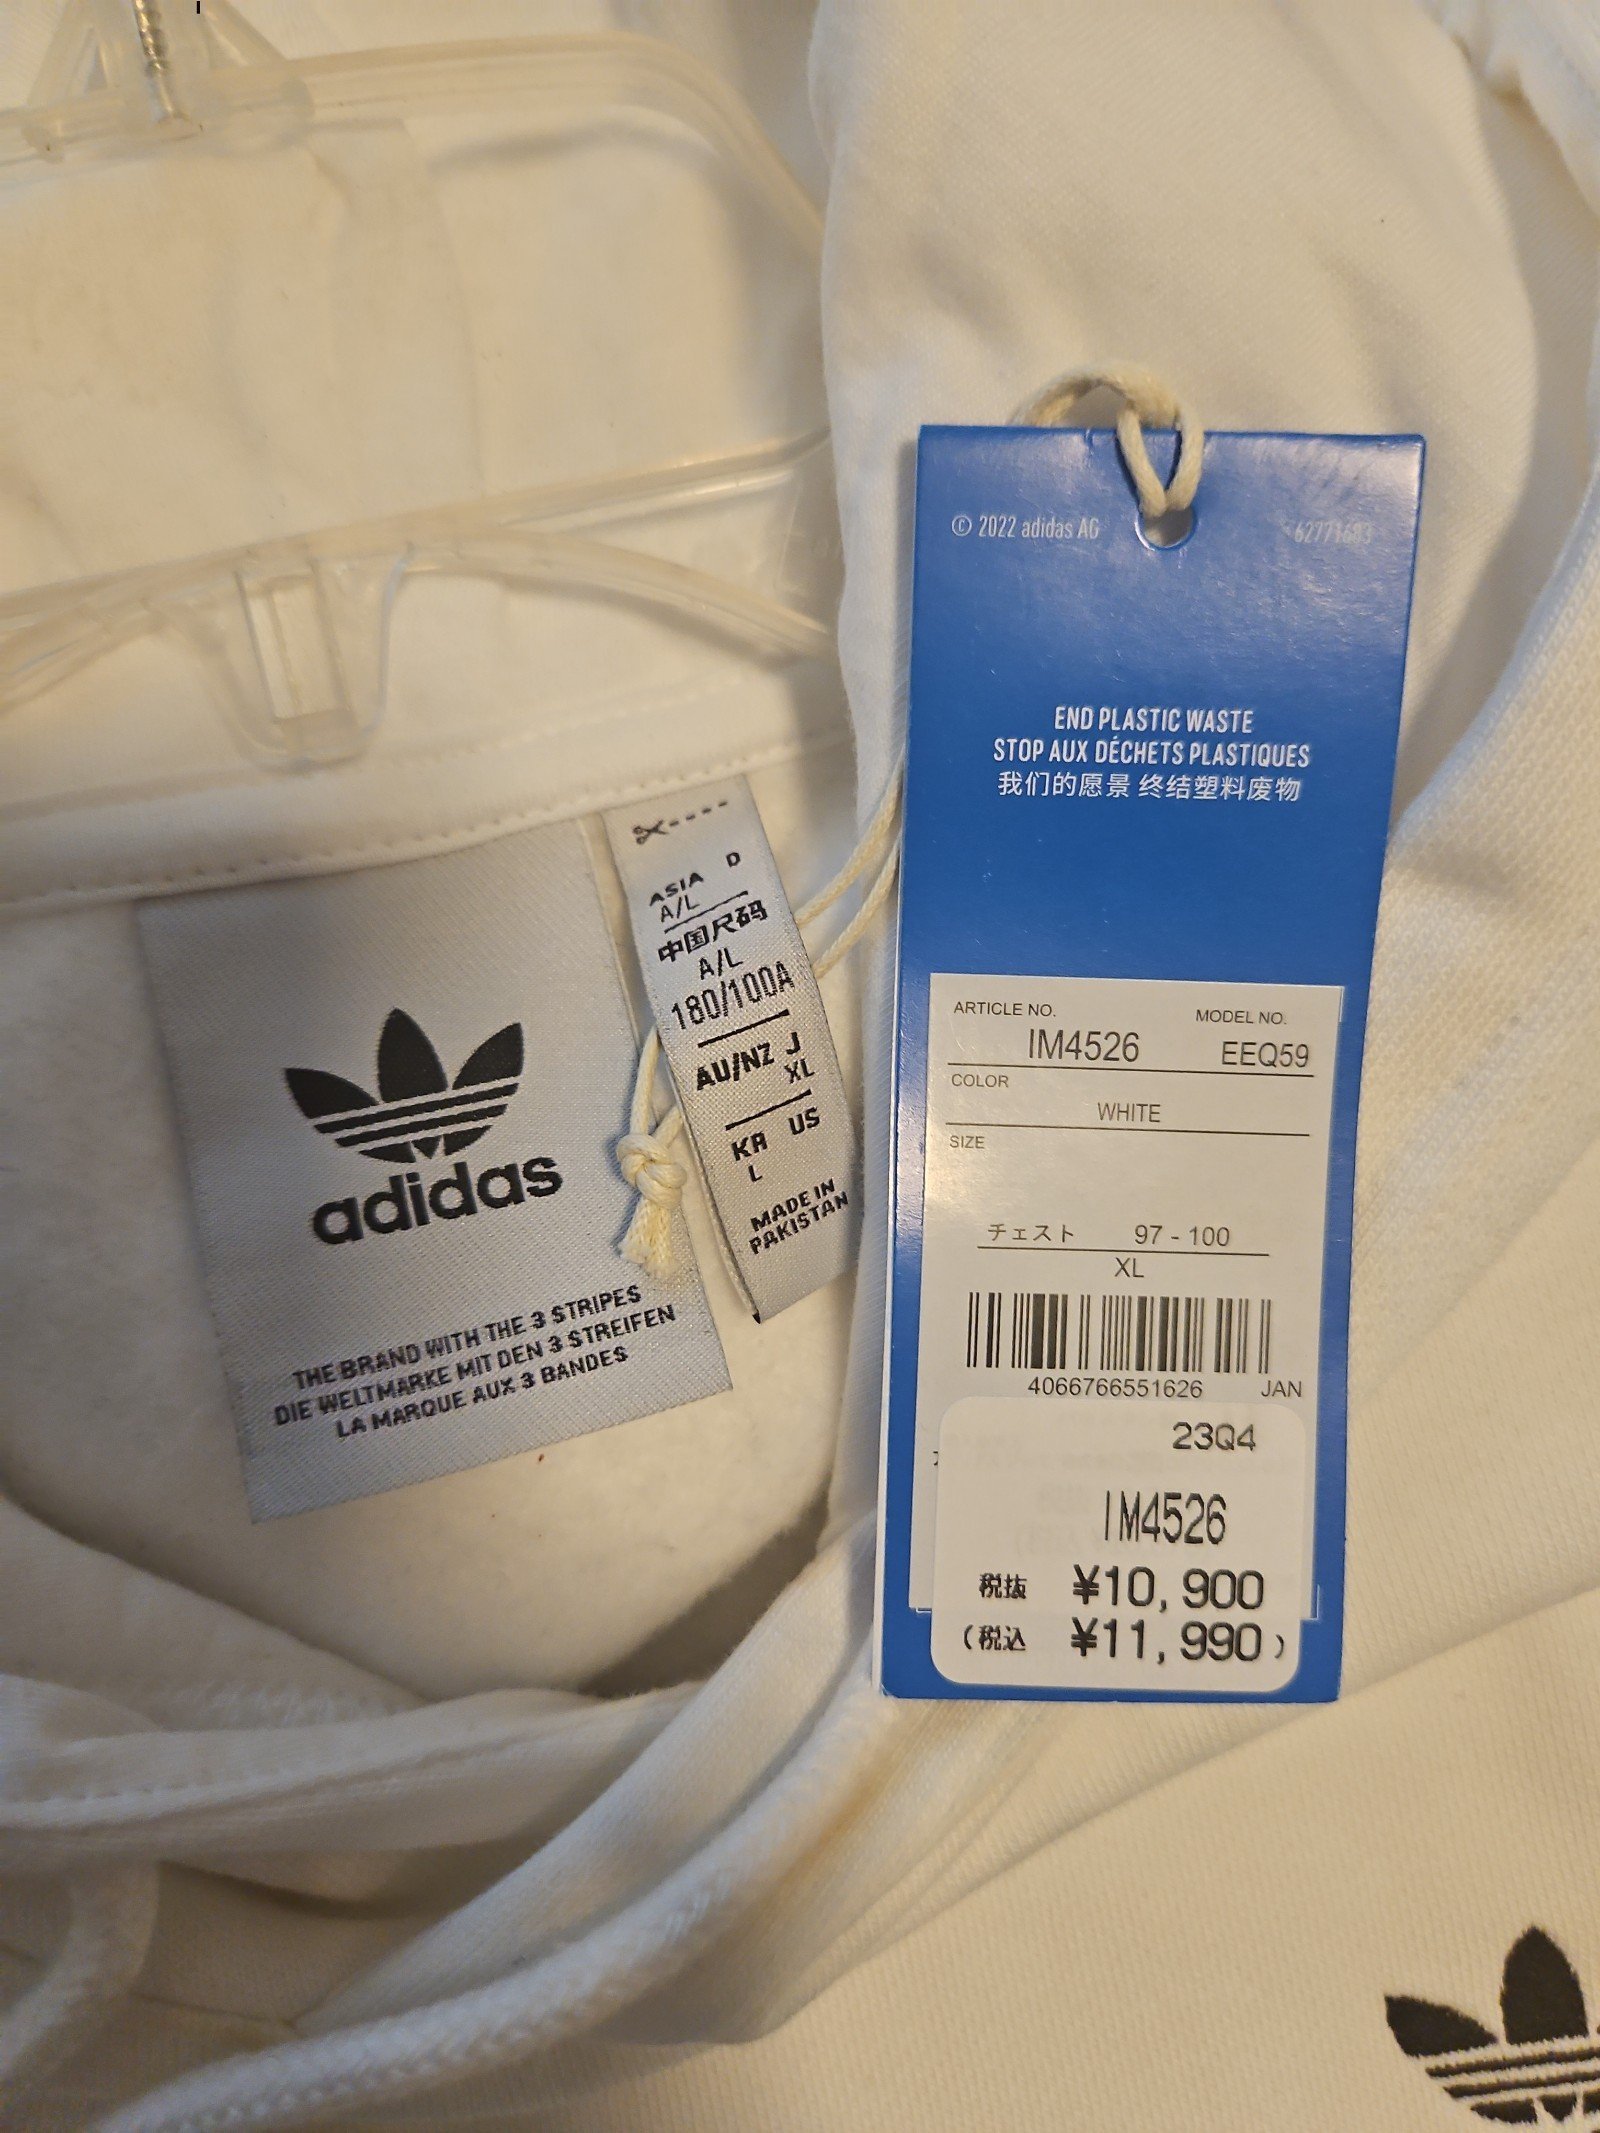 adidas
THE BRAND WITH THE 3 STRIPES
DIE WELTMARKE MIT DEN 3 STREIFEN
LA MARQUE AUX 3 BANDES
ASIA D
A/L
中国尺码
A/L
180/100A
AU/NZ J
XL
KR US
L
MADE IN
PAKISTAN
© 2022 adidas AG 62771683
END PLASTIC WASTE
STOP AUX DÉCHETS PLASTIQUES
我们的愿景 终结塑料废物
ARTICLE NO. MODEL NO.
IM4526 EEQ59
COLOR
WHITE
SIZE
チェスト 97 - 100
XL
4066766551626 JAN
23Q4
IM4526
税抜 ¥10,900
(税込 ¥11,990)